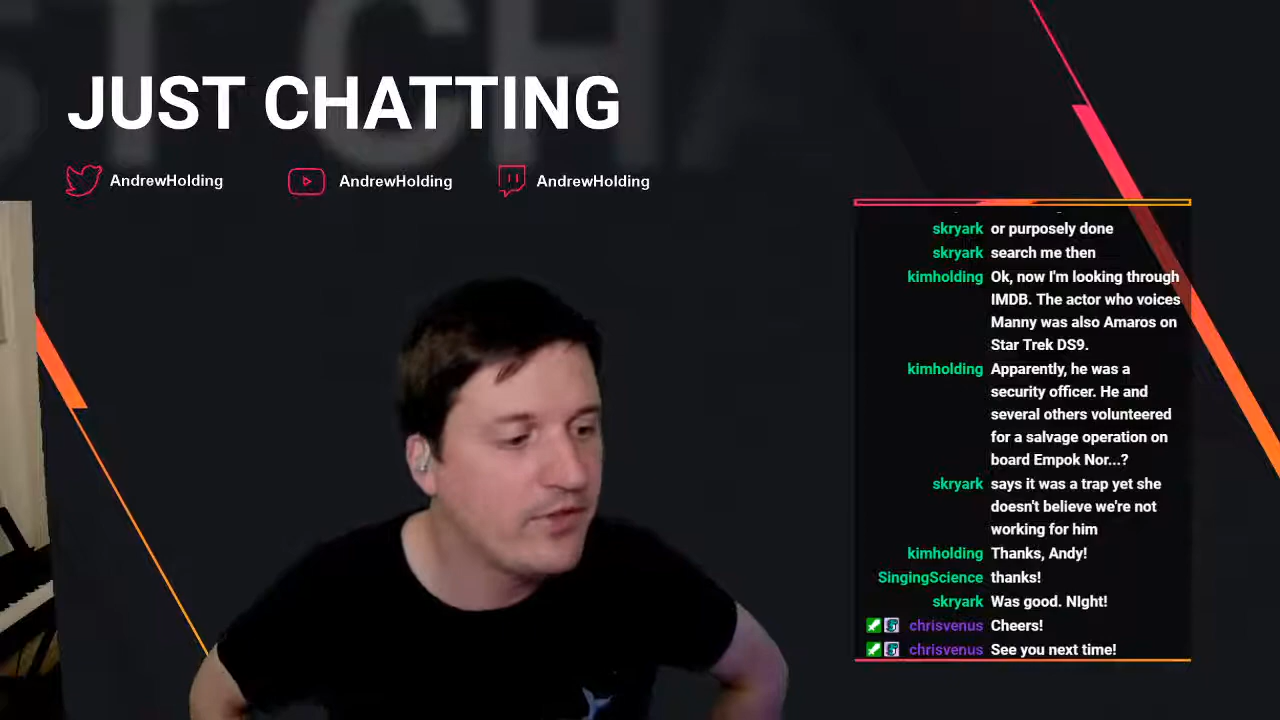 JUST CHATTING
AndrewHolding AndrewHolding AndrewHolding
skryark or purposely done
skryark search me then
kimholding Ok, now I'm looking through
IMDB. The actor who voices
Manny was also Amaros on
Star Trek DS9.
kimholding Apparently, he was a
security officer. He and
several others volunteered
for a salvage operation on
board Empok Nor...?
skryark says it was a trap yet she
doesn't believe we're not
working for him
kimholding Thanks, Andy!
SingingScience thanks!
skryark Was good. NIght!
chrisvenus Cheers!
chrisvenus See you next time!